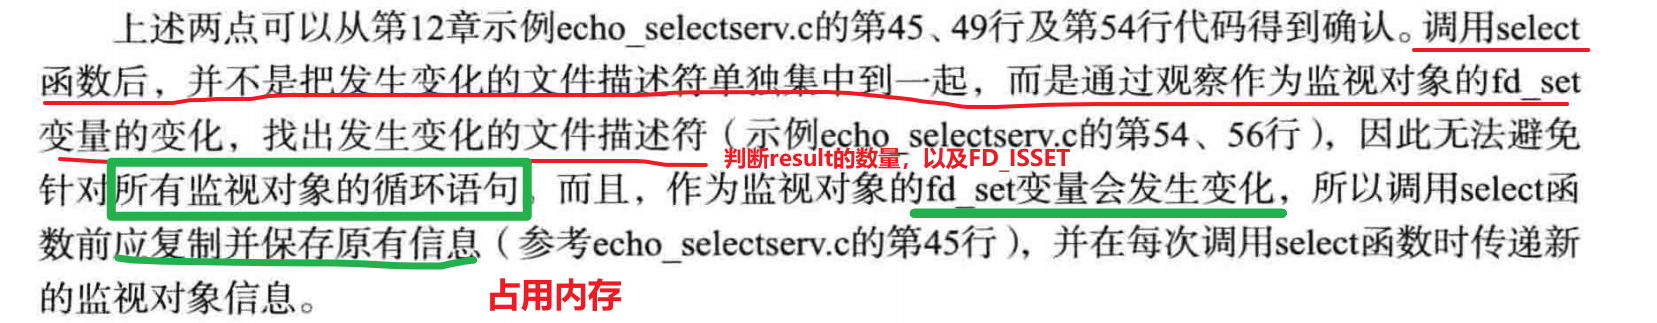 上述两点可以从第12章示例echo_selectserv.c的第45、49行及第54行代码得到确认。调用select
函数后，并不是把发生变化的文件描述符单独集中到一起，而是通过观察作为监视对象的fd_set
变量的变化，找出发生变化的文件描述符（示例echo_selectserv.c的第54、56行），因此无法避免
判断result的数量，以及FD_ISSET
针对所有监视对象的循环语句。而且，作为监视对象的fd_set变量会发生变化，所以调用select函
数前应复制并保存原有信息（参考echo_selectserv.c的第45行），并在每次调用select函数时传递新
的监视对象信息。
占用内存